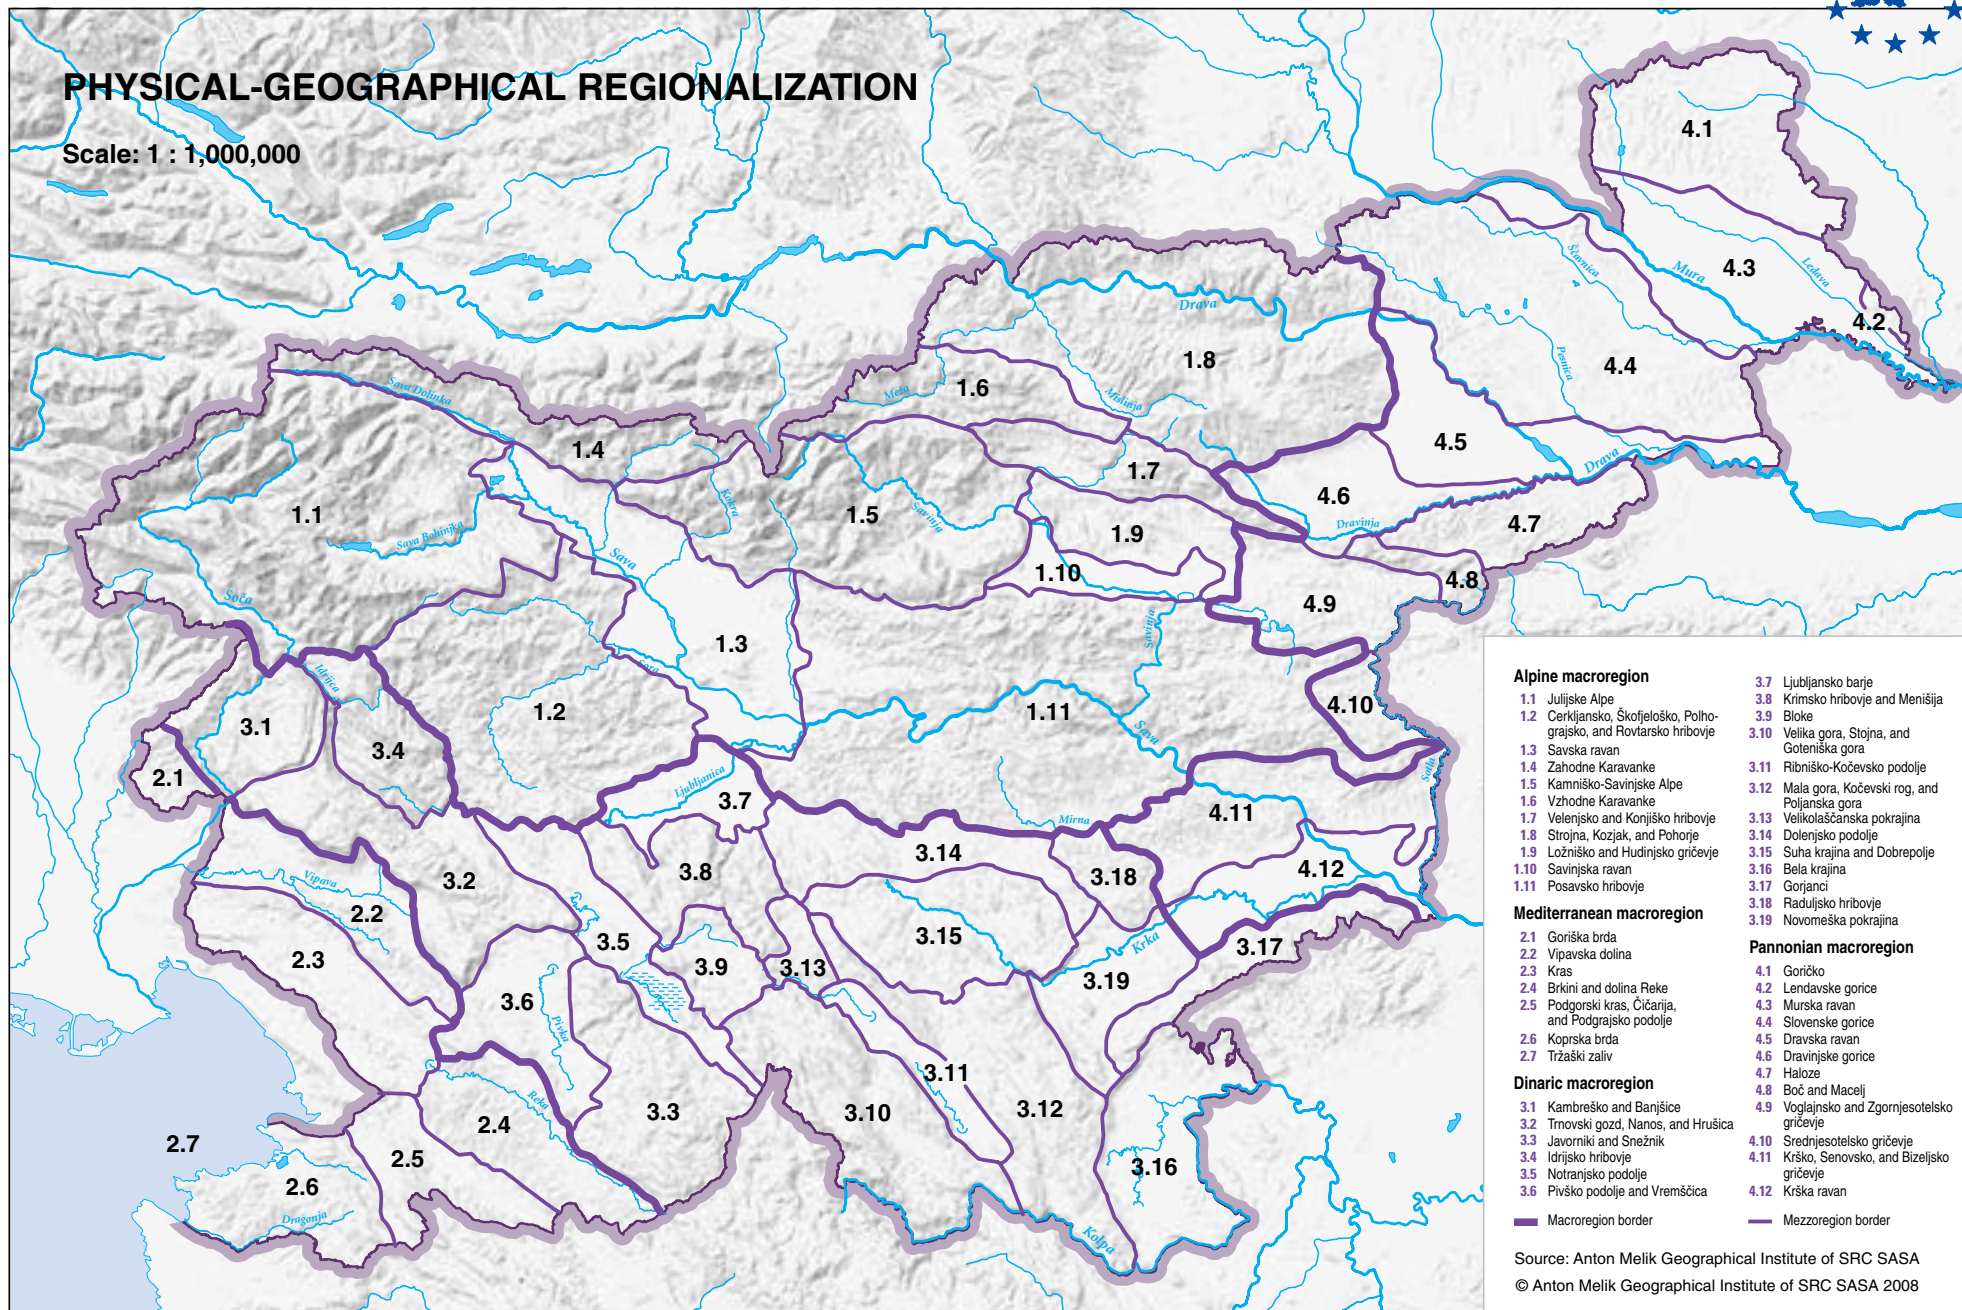 PHYSICAL-GEOGRAPHICAL REGIONALIZATION
Scale: 1 : 1,000,000
4.1
4.3
4.2
4.4
4.5
4.6
4.7
4.8
4.9
4.10
4.11
4.12
1.1
1.2
1.3
1.4
1.5
1.6
1.7
1.8
1.9
1.10
1.11
2.1
2.2
2.3
2.4
2.5
2.6
2.7
3.1
3.2
3.3
3.4
3.5
3.6
3.7
3.8
3.9
3.10
3.11
3.12
3.13
3.14
3.15
3.16
3.17
3.18
3.19
Ščavnica
Mura
Ledava
Drava
Pesnica
Sava Dolinka
Meža
Mislinja
Kokra
Savinja
Drava
Dravinja
Sava Bohinjka
Sava
Soča
Idrijca
Sora
Savinja
Sava
Sotla
Ljubljanica
Mirna
Vipava
Krka
Pivka
Reka
Dragonja
Kolpa
Alpine macroregion
1.1 Julijske Alpe
1.2 Cerkljansko, Škofjeloško, Polho-
grajsko, and Rovtarsko hribovje
1.3 Savska ravan
1.4 Zahodne Karavanke
1.5 Kamniško-Savinjske Alpe
1.6 Vzhodne Karavanke
1.7 Velenjsko and Konjiško hribovje
1.8 Strojna, Kozjak, and Pohorje
1.9 Ložniško and Hudinjsko gričevje
1.10 Savinjska ravan
1.11 Posavsko hribovje
Mediterranean macroregion
2.1 Goriška brda
2.2 Vipavska dolina
2.3 Kras
2.4 Brkini and dolina Reke
2.5 Podgorski kras, Čičarija,
and Podgrajsko podolje
2.6 Koprska brda
2.7 Tržaški zaliv
Dinaric macroregion
3.1 Kambreško and Banjšice
3.2 Trnovski gozd, Nanos, and Hrušica
3.3 Javorniki and Snežnik
3.4 Idrijsko hribovje
3.5 Notranjsko podolje
3.6 Pivško podolje and Vremščica
3.7 Ljubljansko barje
3.8 Krimsko hribovje and Menišija
3.9 Bloke
3.10 Velika gora, Stojna, and
Goteniška gora
3.11 Ribniško-Kočevsko podolje
3.12 Mala gora, Kočevski rog, and
Poljanska gora
3.13 Velikolaščanska pokrajina
3.14 Dolenjsko podolje
3.15 Suha krajina and Dobrepolje
3.16 Bela krajina
3.17 Gorjanci
3.18 Raduljsko hribovje
3.19 Novomeška pokrajina
Pannonian macroregion
4.1 Goričko
4.2 Lendavske gorice
4.3 Murska ravan
4.4 Slovenske gorice
4.5 Dravska ravan
4.6 Dravinjske gorice
4.7 Haloze
4.8 Boč and Macelj
4.9 Voglajnsko and Zgornjesotelsko
gričevje
4.10 Srednjesotelsko gričevje
4.11 Krško, Senovsko, and Bizeljsko
gričevje
4.12 Krška ravan
Macroregion border
Mezzoregion border
Source: Anton Melik Geographical Institute of SRC SASA
© Anton Melik Geographical Institute of SRC SASA 2008